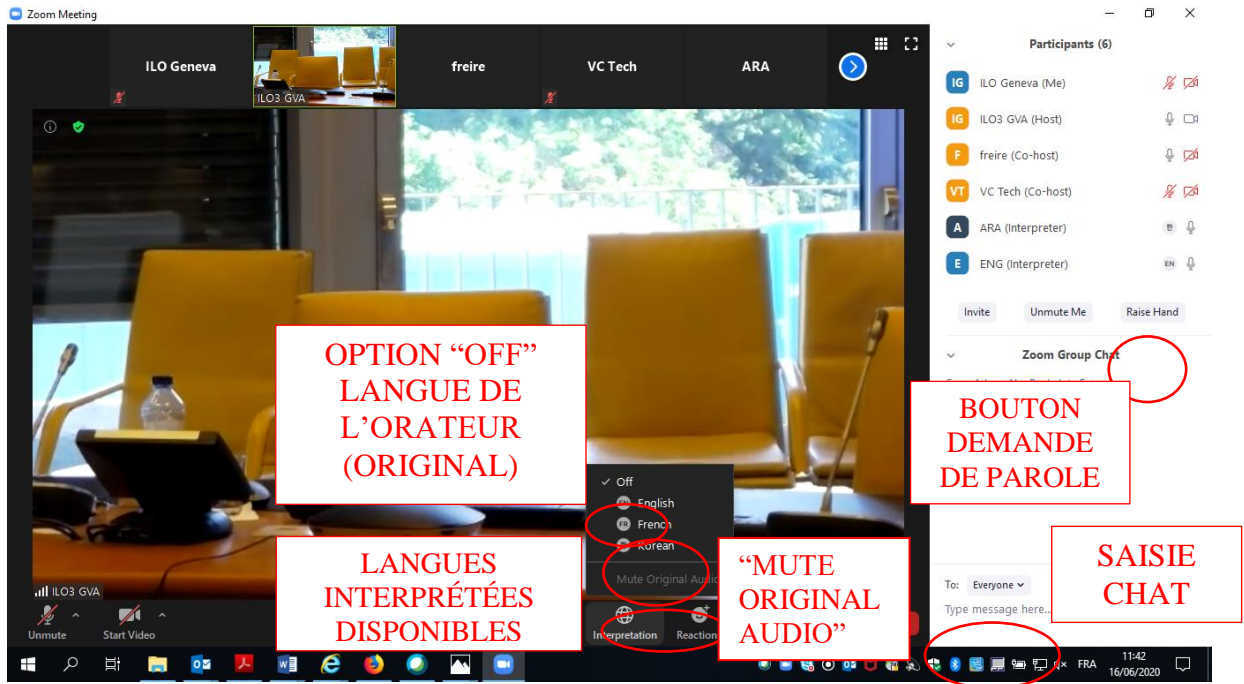 Zoom Meeting
ILO Geneva
ILO3 GVA
freire
VC Tech
ARA
Participants (6)
IG ILO Geneva (Me)
IG ILO3 GVA (Host)
F freire (Co-host)
VT VC Tech (Co-host)
A ARA (Interpreter)
E ENG (Interpreter) EN
Invite Unmute Me Raise Hand
Zoom Group Chat
OPTION “OFF”
LANGUE DE
L’ORATEUR
(ORIGINAL)
BOUTON
DEMANDE
DE PAROLE
Off
English
FR French
Korean
Mute Original Audio
LANGUES
INTERPRÉTÉES
DISPONIBLES
“MUTE
ORIGINAL
AUDIO”
SAISIE
CHAT
To: Everyone
Type message here...
ILO3 GVA
Unmute
Start Video
Interpretation
Reactions
FRA
11:42
16/06/2020